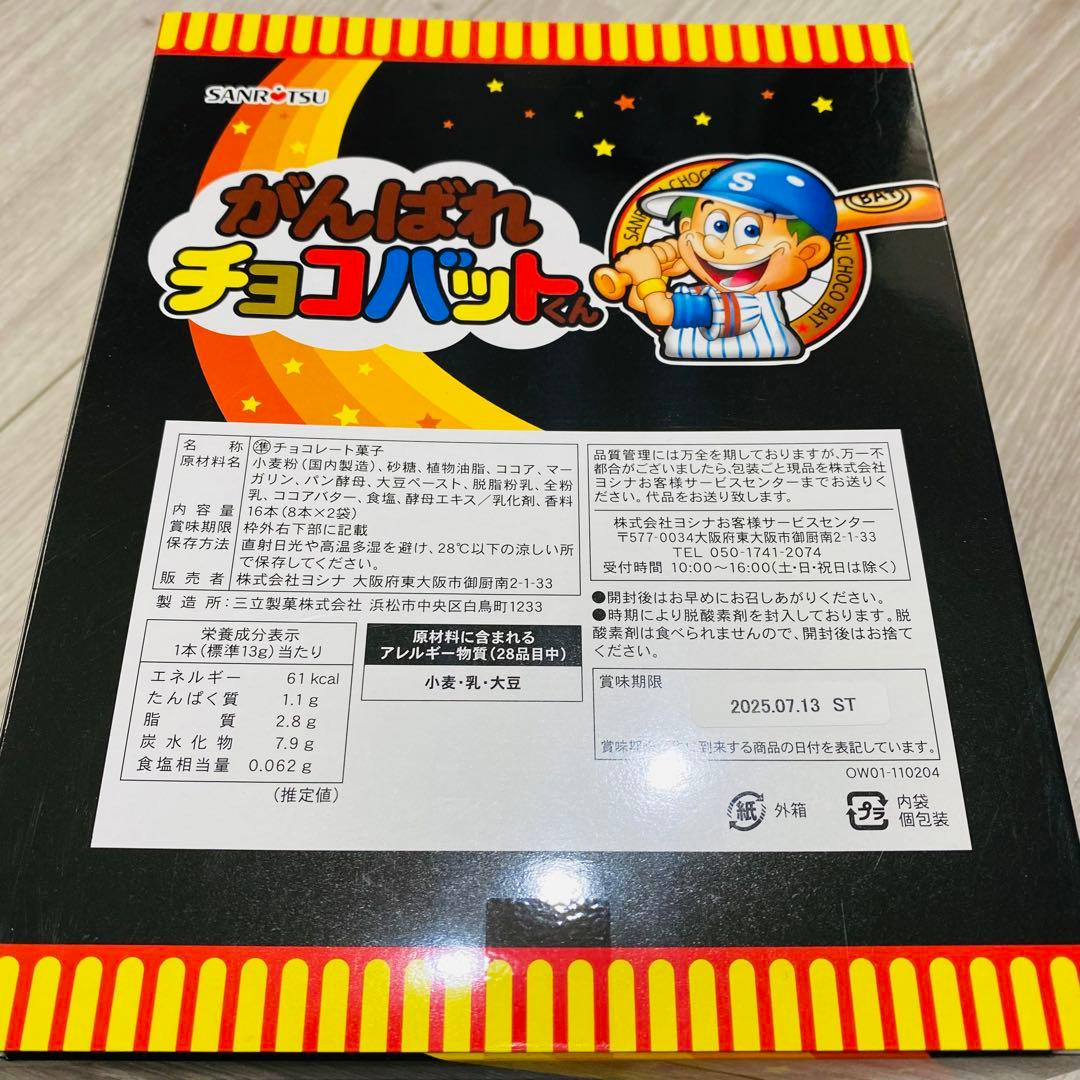 SANRITSU
がんばれ
チョコバットくん
S
BAT
SU CHOCO BAT
名称 ㊟チョコレート菓子
原材料名 小麦粉（国内製造）、砂糖、植物油脂、ココア、マー
ガリン、パン酵母、大豆ペースト、脱脂粉乳、全粉
乳、ココアバター、食塩、酵母エキス／乳化剤、香料
内容量 16本（8本×2袋）
賞味期限 枠外右下部に記載
保存方法 直射日光や高温多湿を避け、28℃以下の涼しい所
で保存してください。
販売者 株式会社ヨシナ 大阪府東大阪市御厨南2-1-33
製造所：三立製菓株式会社 浜松市中央区白鳥町1233
栄養成分表示
1本（標準13g）当たり
エネルギー 61kcal
たんぱく質 1.1g
脂質 2.8g
炭水化物 7.9g
食塩相当量 0.062g
（推定値）
原材料に含まれる
アレルギー物質（28品目中）
小麦・乳・大豆
品質管理には万全を期しておりますが、万一不
都合がございましたら、包装ごと現品を株式会社
ヨシナお客様サービスセンターまでお送りくださ
い。代品をお送り致します。
株式会社ヨシナお客様サービスセンター
〒577-0034大阪府東大阪市御厨南2-1-33
TEL 050-1741-2074
受付時間 10:00～16:00（土・日・祝日は除く）
●開封後はお早めにお召しあがりください。
●時期により脱酸素剤を封入しております。脱
酸素剤は食べられませんので、開封後はお捨て
ください。
賞味期限
2025.07.13 ST
賞味期 に到来する商品の日付を表記しています。
OW01-110204
紙 外箱
プラ 内袋
個包装